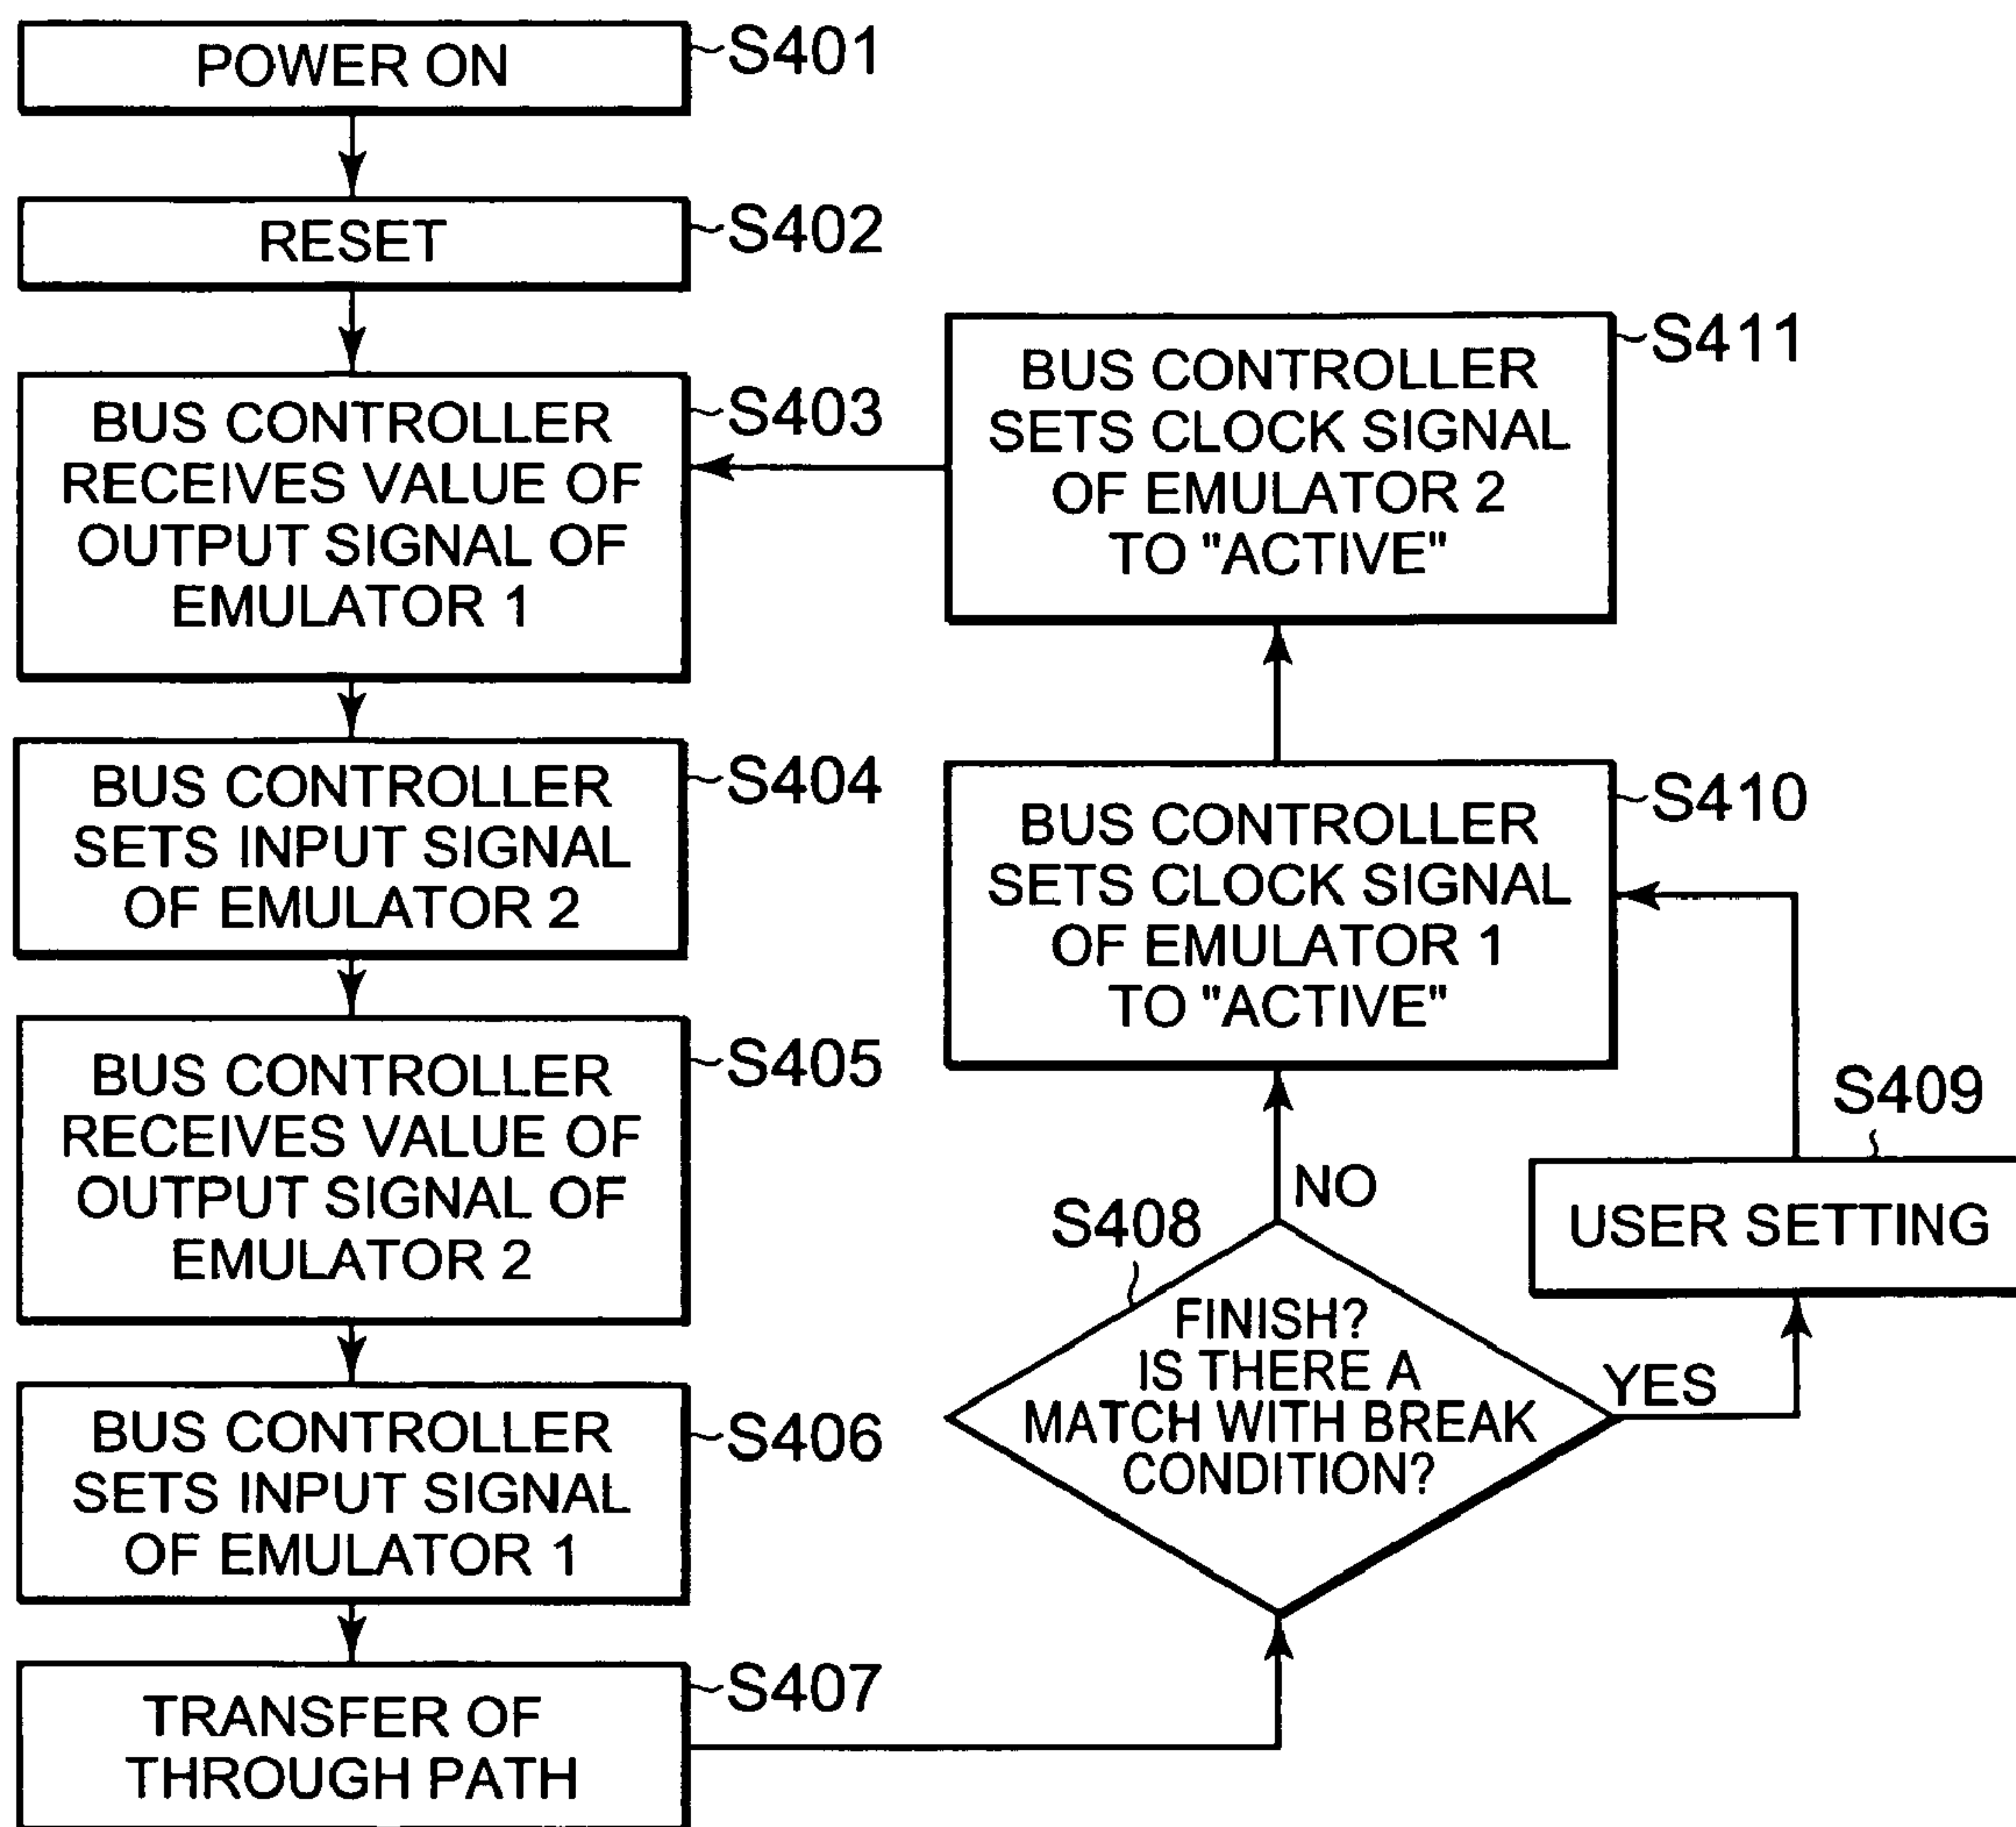 POWER ON
S401
RESET
S402
BUS CONTROLLER
RECEIVES VALUE OF
OUTPUT SIGNAL OF
EMULATOR 1
S403
BUS CONTROLLER
SETS INPUT SIGNAL
OF EMULATOR 2
S404
BUS CONTROLLER
RECEIVES VALUE OF
OUTPUT SIGNAL OF
EMULATOR 2
S405
BUS CONTROLLER
SETS INPUT SIGNAL
OF EMULATOR 1
S406
TRANSFER OF
THROUGH PATH
S407
S408
FINISH?
IS THERE A
MATCH WITH BREAK
CONDITION?
NO
YES
S409
USER SETTING
BUS CONTROLLER
SETS CLOCK SIGNAL
OF EMULATOR 1
TO "ACTIVE"
S410
BUS CONTROLLER
SETS CLOCK SIGNAL
OF EMULATOR 2
TO "ACTIVE"
S411